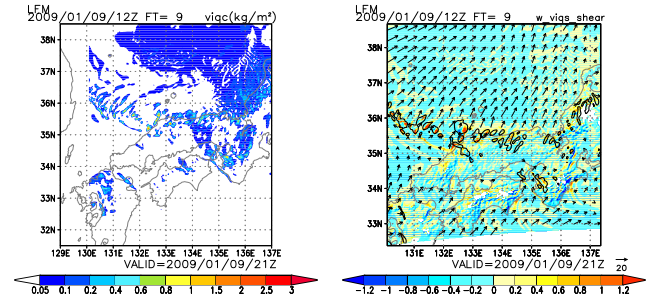 LFM
2009/01/09/12Z FT= 9 viqc(kg/m²)
38N
37N
36N
35N
34N
33N
32N
129E 130E 131E 132E 133E 134E 135E 136E 137E
VALID=2009/01/09/21Z
0.05 0.1 0.2 0.4 0.5 0.8 1 1.5 2 2.5 3
LFM
2009/01/09/12Z FT= 9 w_viqs_shear
38N
37N
36N
35N
34N
33N
131E 132E 133E 134E 135E 136E 137E
VALID=2009/01/09/21Z
20
-1.2 -1 -0.8 -0.6 -0.4 -0.2 0 0.2 0.4 0.6 0.8 1 1.2